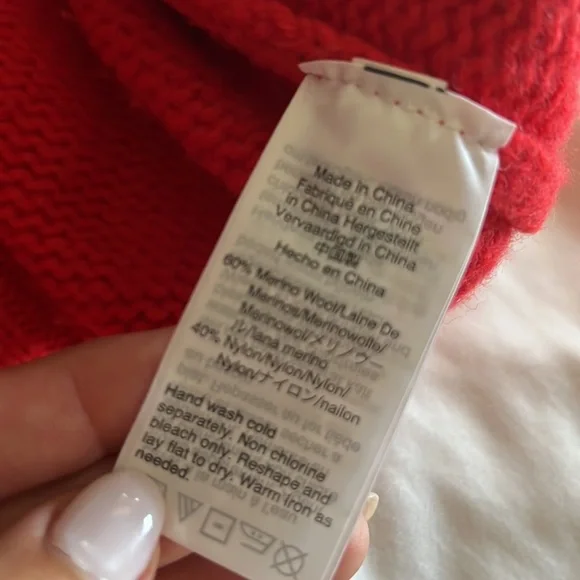 Made In China
Fabriqué en Chine
in China Hergestellt
Vervaardigd in China
中国製
Hecho en China
60% Merino Wool/Laine De
Merinos/Merinowolle/
Merinowol/メリノウー
ル/lana merino
40% Nylon/Nylon/Nylon/
Nylon/ナイロン/nailon
Hand wash cold
separately. Non chlorine
bleach only. Reshape and
lay flat to dry. Warm iron as
needed.